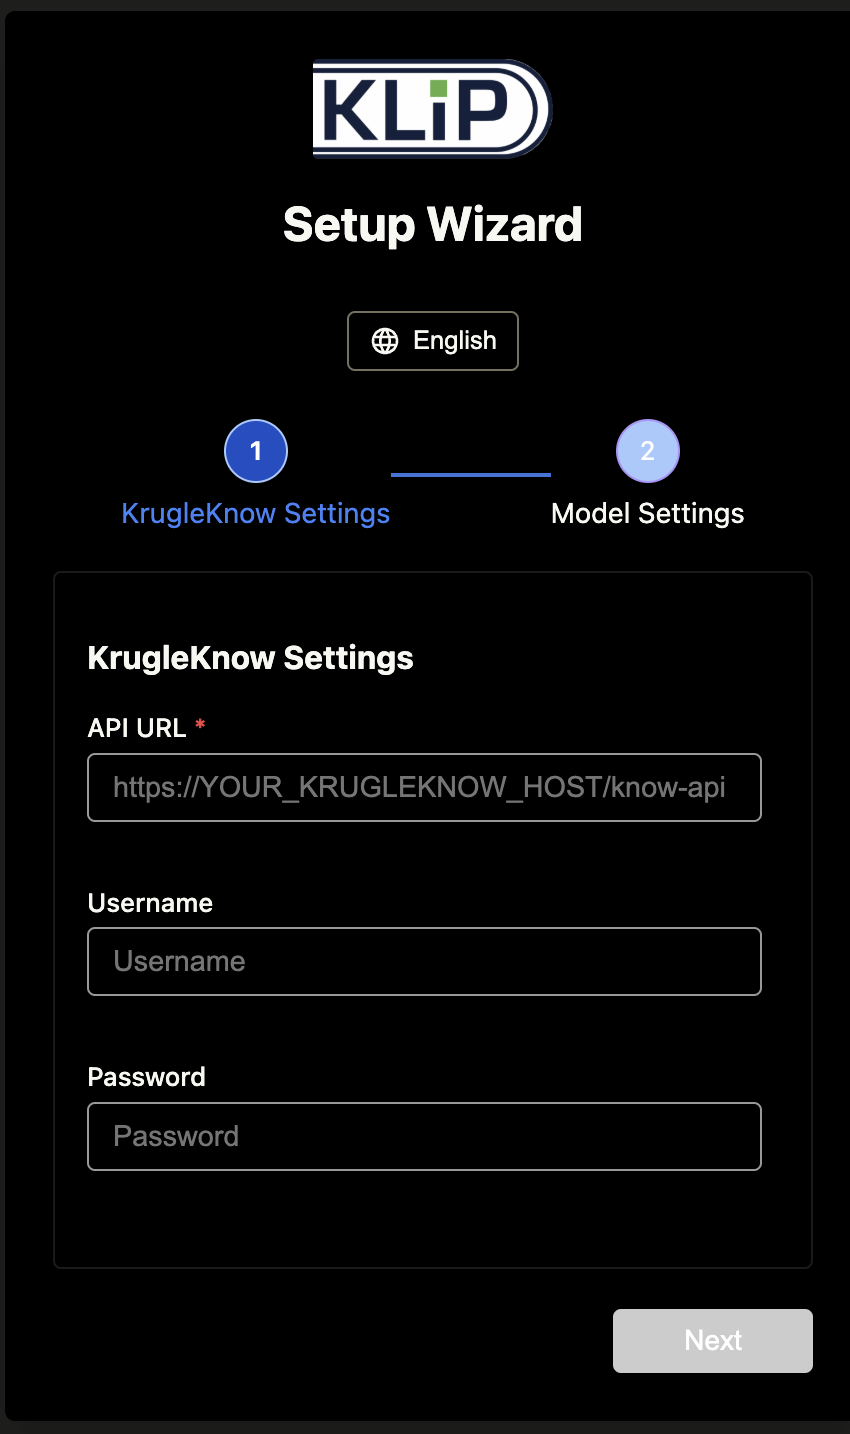 KLiP
Setup Wizard
English
1
2
KrugleKnow Settings
Model Settings
KrugleKnow Settings
API URL *
https://YOUR_KRUGLEKNOW_HOST/know-api
Username
Username
Password
Password
Next